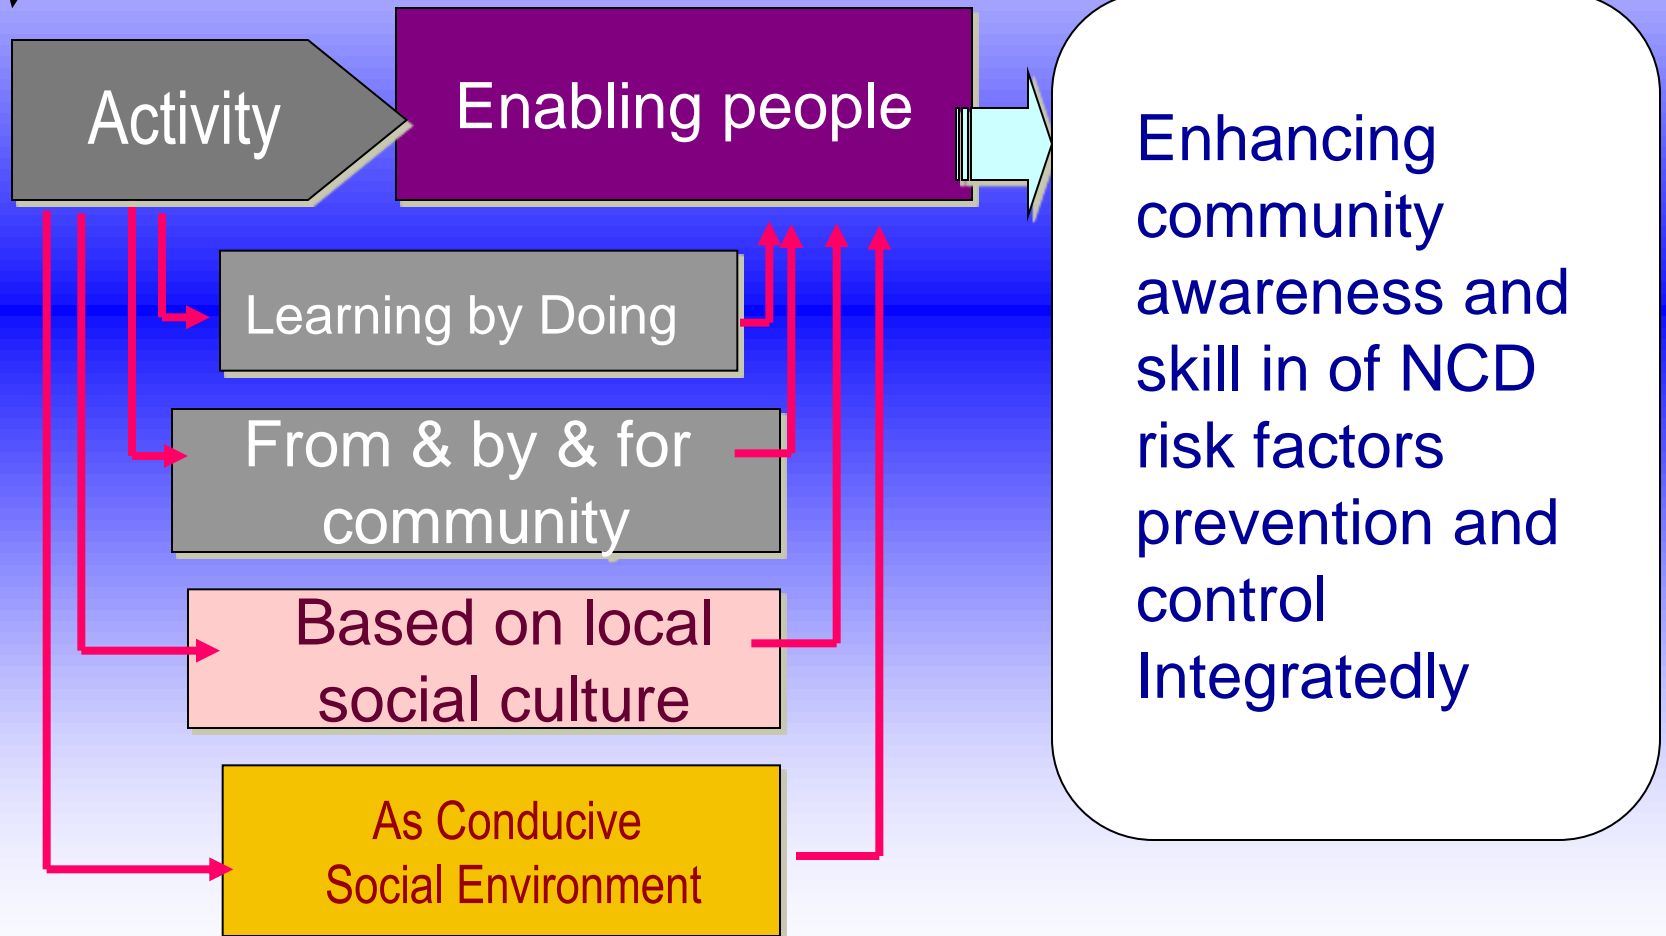 Activity
Enabling people
Learning by Doing
From & by & for
community
Based on local
social culture
As Conducive
Social Environment
Enhancing
community
awareness and
skill in of NCD
risk factors
prevention and
control
Integratedly